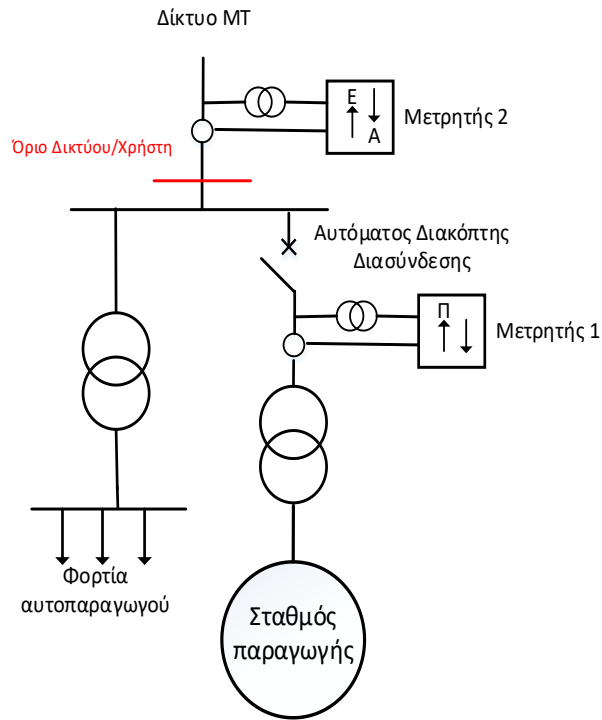 Δίκτυο ΜΤ
Ε
Α
Μετρητής 2
Όριο Δικτύου/Χρήστη
Αυτόματος Διακόπτης
Διασύνδεσης
Π
Μετρητής 1
Φορτία
αυτοπαραγωγού
Σταθμός
παραγωγής